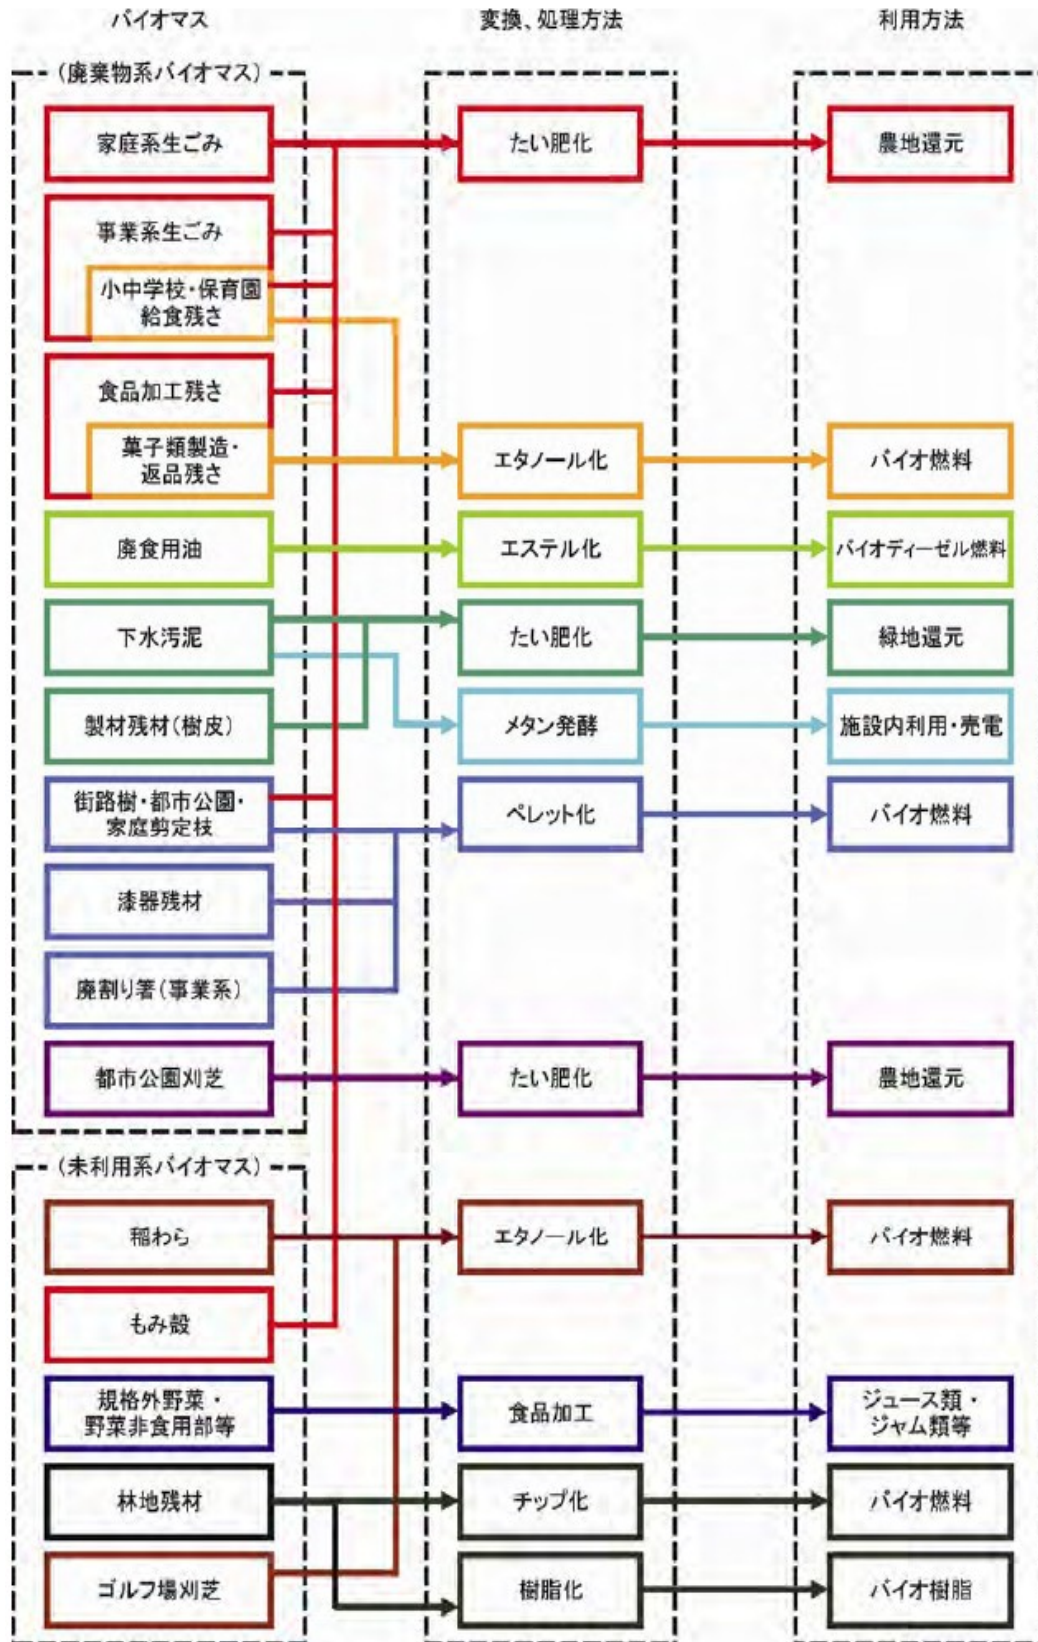 バイオマス
変換、処理方法
利用方法
(廃棄物系バイオマス)
家庭系生ごみ
たい肥化
農地還元
事業系生ごみ
小中学校・保育園
給食残さ
食品加工残さ
菓子類製造・
返品残さ
エタノール化
バイオ燃料
廃食用油
エステル化
バイオディーゼル燃料
下水汚泥
たい肥化
緑地還元
製材残材(樹皮)
メタン発酵
施設内利用・売電
街路樹・都市公園・
家庭剪定枝
ペレット化
バイオ燃料
漆器残材
廃割り箸(事業系)
都市公園刈芝
たい肥化
農地還元
(未利用系バイオマス)
稲わら
エタノール化
バイオ燃料
もみ殻
規格外野菜・
野菜非食用部等
食品加工
ジュース類・
ジャム類等
林地残材
チップ化
バイオ燃料
ゴルフ場刈芝
樹脂化
バイオ樹脂